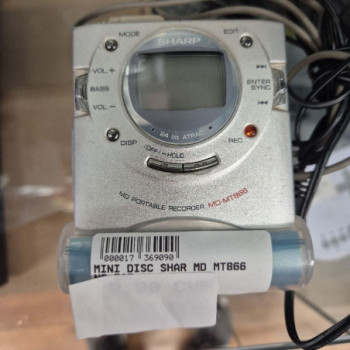 SHARP
MODE
EDIT
VOL +
BASS
VOL −
ENTER
SYNC
24 bit ATRAC
DISP
REC
OFF/ HOLD
MD PORTABLE RECORDER MD-MT866
000017 369090
MINI DISC SHAR MD MT866